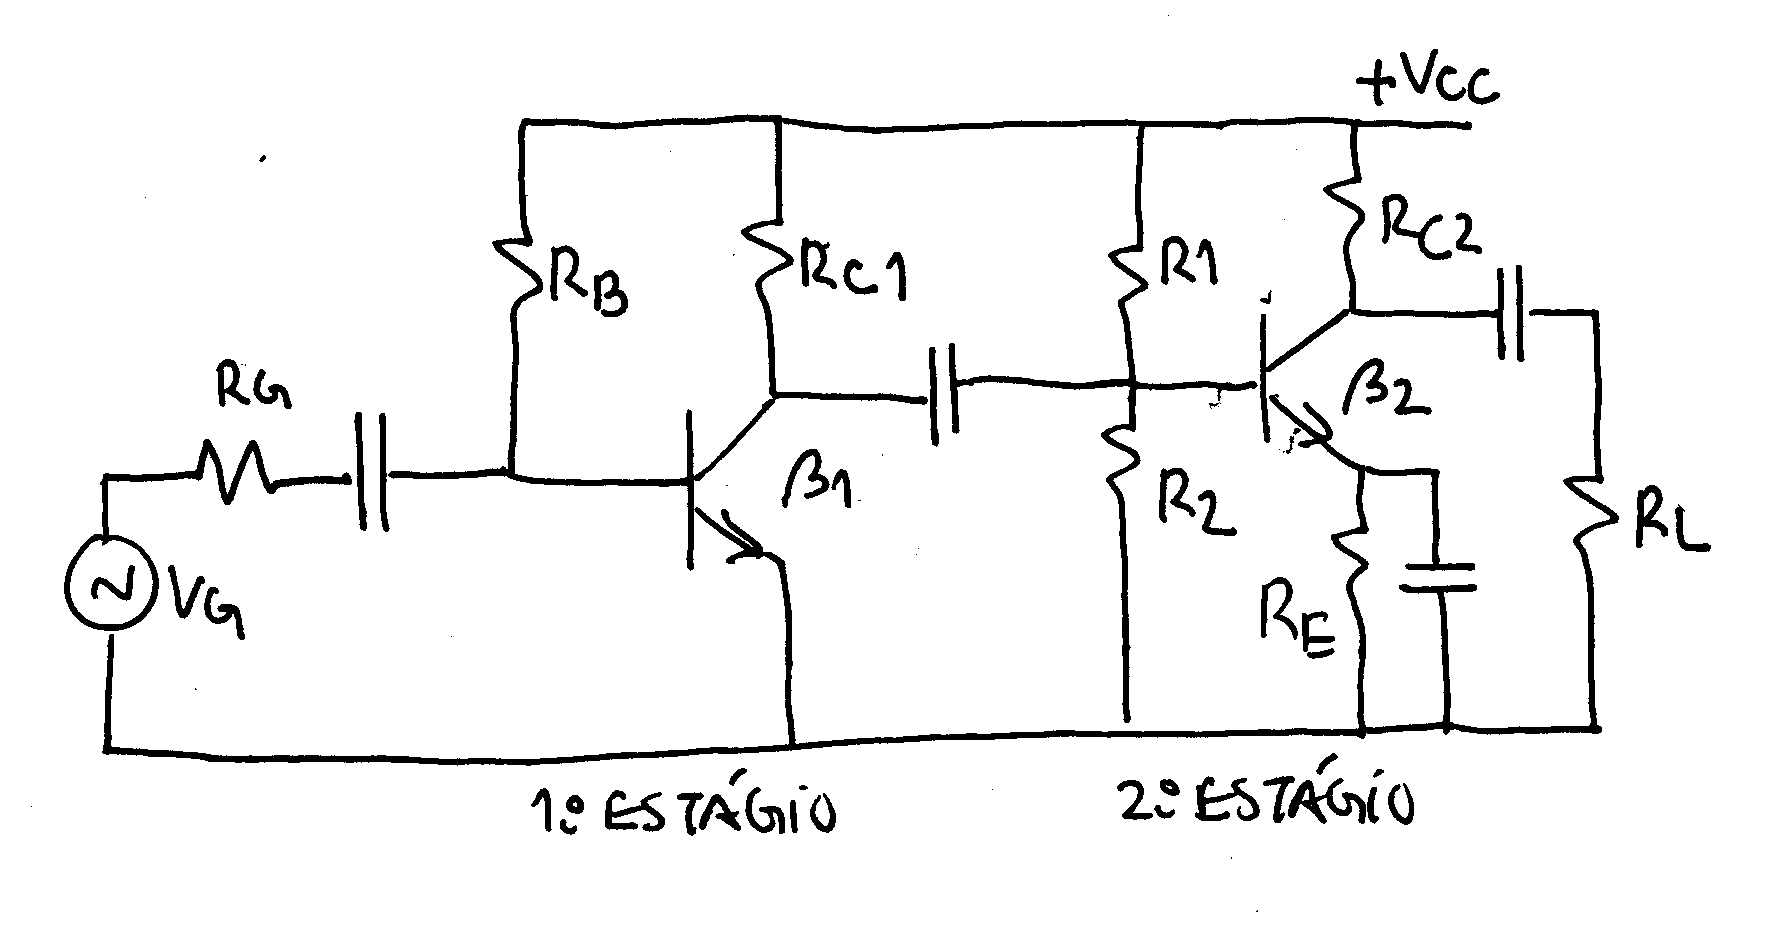 +VCC
RB
RC1
R1
RC2
RG
β1
β2
R2
RL
VG
RE
1º ESTÁGIO
2º ESTÁGIO